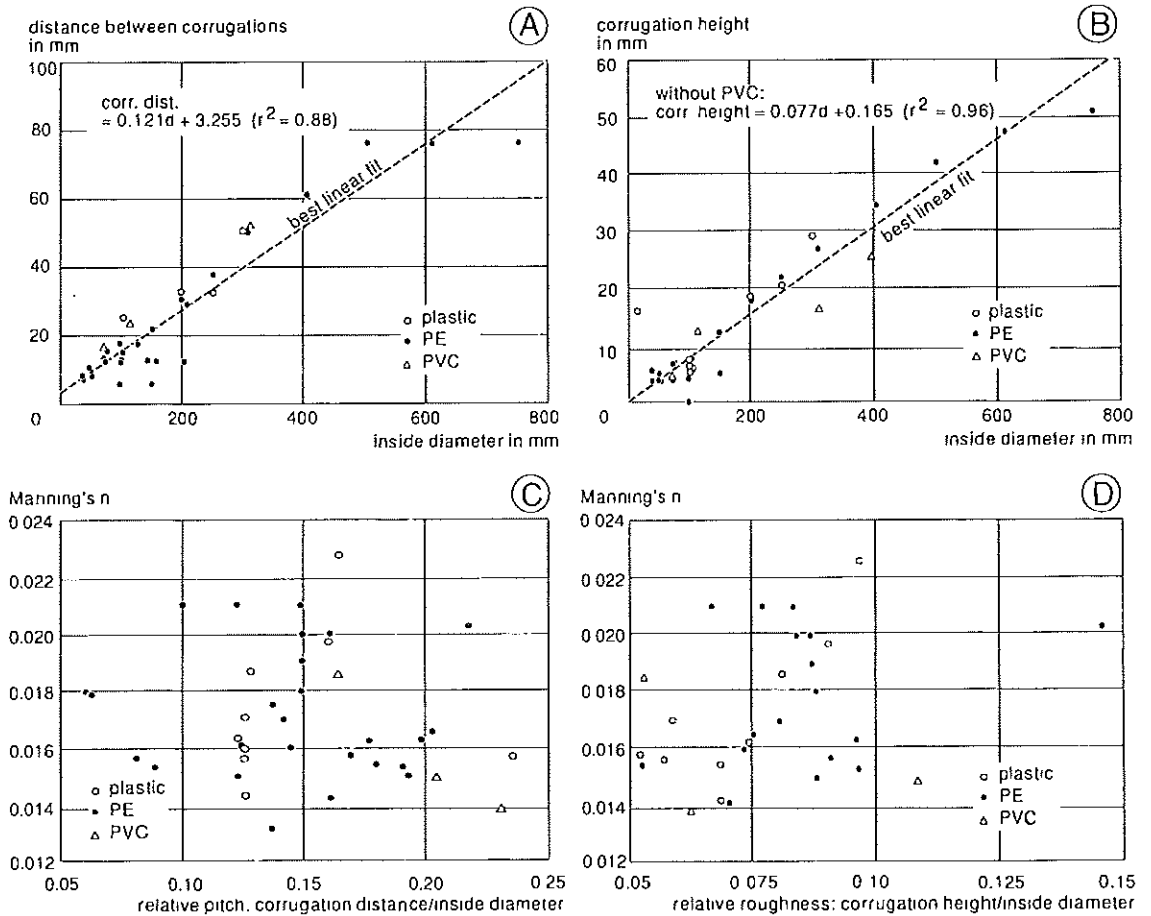 distance between corrugations
in mm
A
100
80
60
40
20
0
corr. dist.
= 0.121d + 3.255 (r2 = 0.88)
best linear fit
plastic
PE
PVC
200
400
600
800
inside diameter in mm
corrugation height
in mm
B
60
50
40
30
20
10
0
without PVC:
corr height = 0.077d +0.165 (r2 = 0.96)
best linear fit
plastic
PE
PVC
200
400
600
800
inside diameter in mm
Manning's n
C
0 024
0.022
0.020
0.018
0.016
0.014
0.012
plastic
PE
PVC
0.05
0.10
0.15
0.20
0.25
relative pitch. corrugation distance/inside diameter
Manning's n
D
0 024
0.022
0.020
0.018
0.016
0.014
0 012
plastic
PE
PVC
0.05
0 075
0.100
0.125
0.15
relative roughness: corrugation height/inside diameter